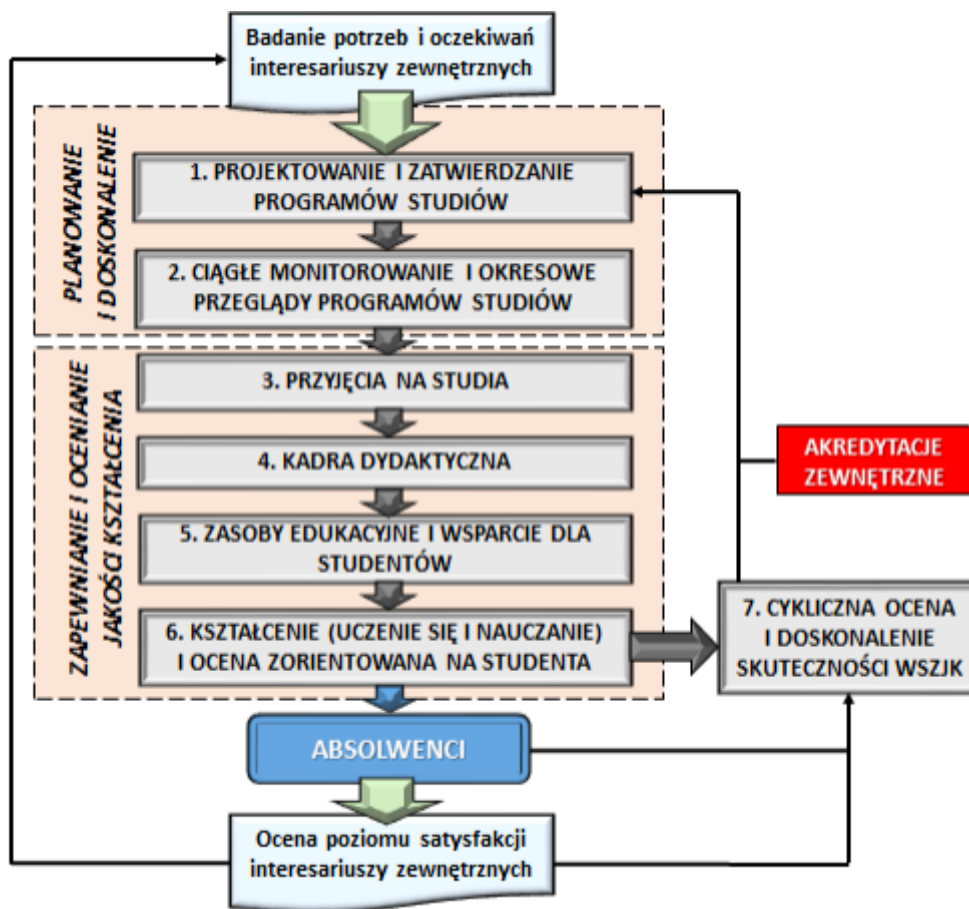 Badanie potrzeb i oczekiwań
interesariuszy zewnętrznych
PLANOWANIE
I DOSKONALENIE
1. PROJEKTOWANIE I ZATWIERDZANIE
PROGRAMÓW STUDIÓW
2. CIĄGŁE MONITOROWANIE I OKRESOWE
PRZEGLĄDY PROGRAMÓW STUDIÓW
ZAPEWNIANIE I OCENIANIE
JAKOŚCI KSZTAŁCENIA
3. PRZYJĘCIA NA STUDIA
4. KADRA DYDAKTYCZNA
5. ZASOBY EDUKACYJNE I WSPARCIE DLA
STUDENTÓW
6. KSZTAŁCENIE (UCZENIE SIĘ I NAUCZANIE)
I OCENA ZORIENTOWANA NA STUDENTA
AKREDYTACJE
ZEWNĘTRZNE
7. CYKLICZNA OCENA
I DOSKONALENIE
SKUTECZNOŚCI WSZJK
ABSOLWENCI
Ocena poziomu satysfakcji
interesariuszy zewnętrznych